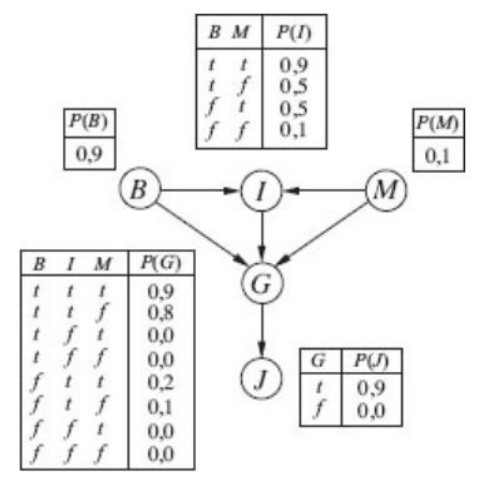 B M P(I)
t t 0,9
t f 0,5
f t 0,5
f f 0,1
P(B)
0,9
P(M)
0,1
B
I
M
B I M P(G)
t t t 0,9
t t f 0,8
t f t 0,0
t f f 0,0
f t t 0,2
f t f 0,1
f f t 0,0
f f f 0,0
G
J
G P(J)
t 0,9
f 0,0